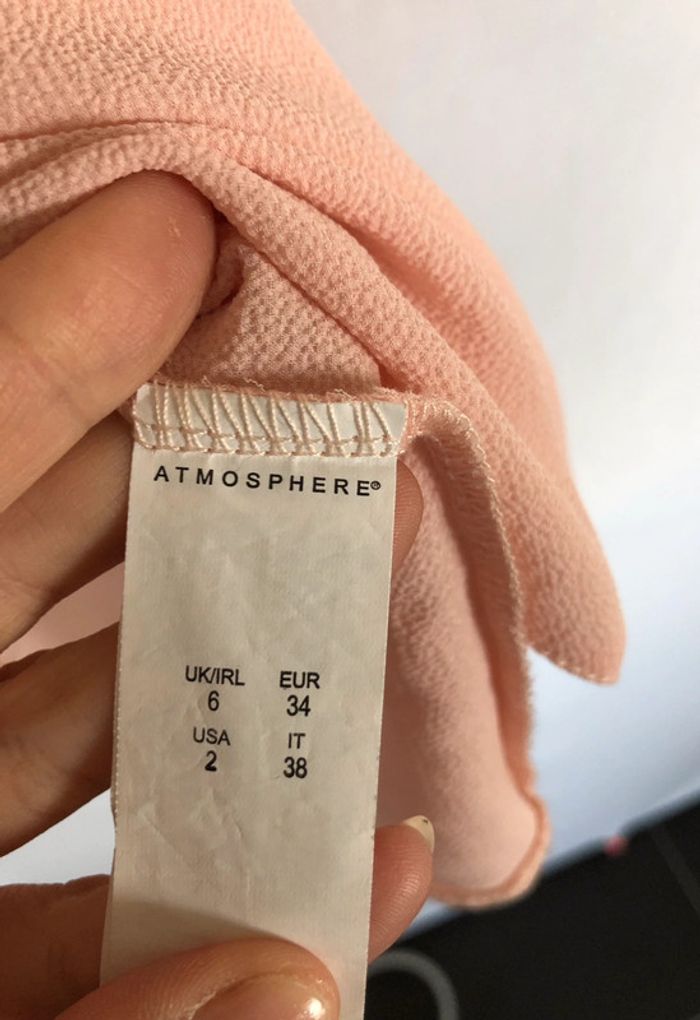 ATMOSPHERE®
UK/IRL EUR
6 34
USA IT
2 38